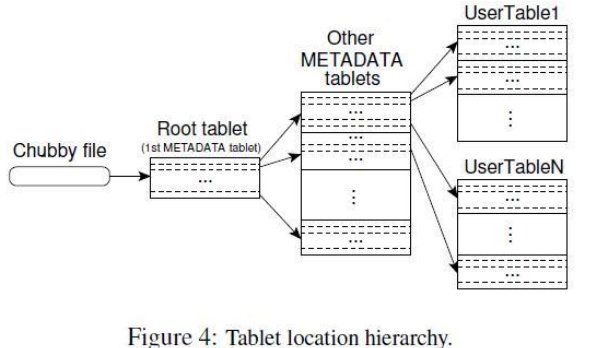 UserTable1
Other
METADATA
tablets
...
...
⋮
Root tablet
(1st METADATA tablet)
...
Chubby file
...
...
...
⋮
...
UserTableN
...
⋮
...
Figure 4: Tablet location hierarchy.